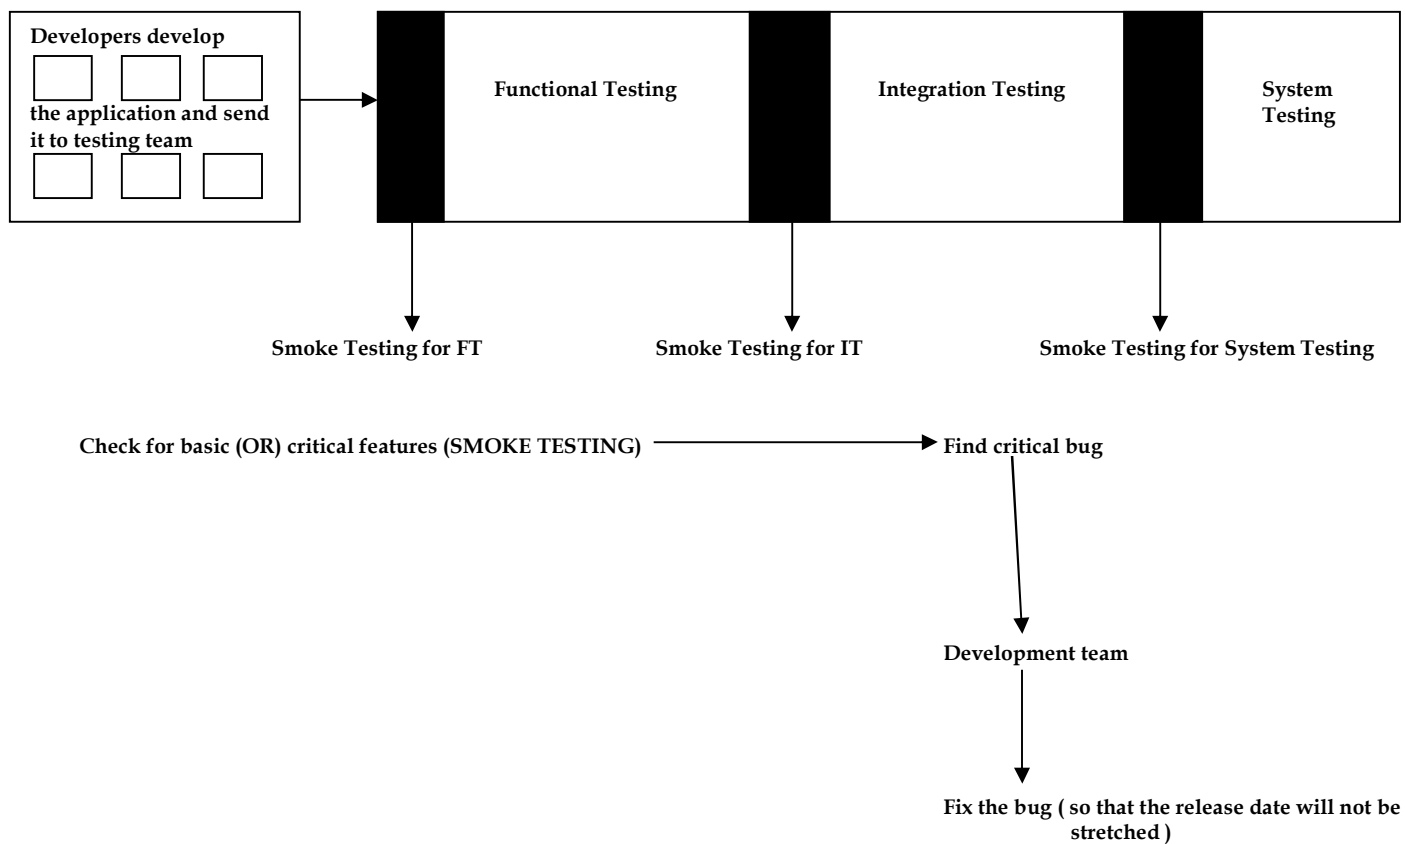 Developers develop
the application and send
it to testing team
Functional Testing
Integration Testing
System
Testing
Smoke Testing for FT
Smoke Testing for IT
Smoke Testing for System Testing
Check for basic (OR) critical features (SMOKE TESTING)
Find critical bug
Development team
Fix the bug ( so that the release date will not be
stretched )